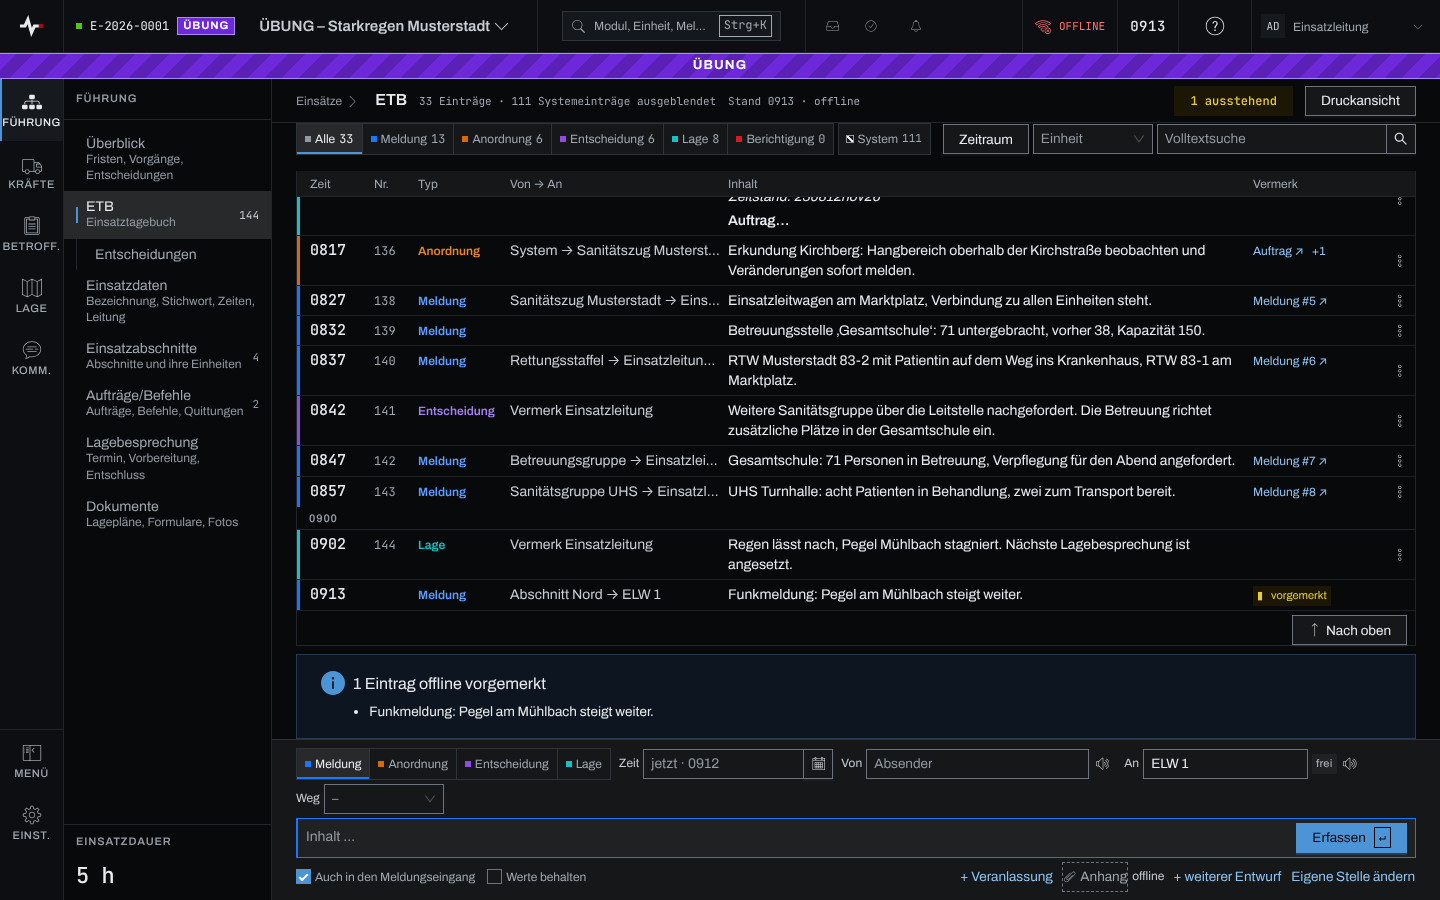 E-2026-0001 ÜBUNG ÜBUNG – Starkregen Musterstadt Modul, Einheit, Mel... Strg+K OFFLINE 0913 ? AD Einsatzleitung
ÜBUNG
FÜHRUNG
KRÄFTE
BETROFF.
LAGE
KOMM.
MENÜ
EINST.
FÜHRUNG
Überblick
Fristen, Vorgänge,
Entscheidungen
ETB
Einsatztagebuch 144
Entscheidungen
Einsatzdaten
Bezeichnung, Stichwort, Zeiten,
Leitung
Einsatzabschnitte
Abschnitte und ihre Einheiten 4
Aufträge/Befehle
Aufträge, Befehle, Quittungen 2
Lagebesprechung
Termin, Vorbereitung,
Entschluss
Dokumente
Lagepläne, Formulare, Fotos
EINSATZDAUER
5 h
Einsätze ETB 33 Einträge · 111 Systemeinträge ausgeblendet Stand 0913 · offline 1 ausstehend Druckansicht
Alle 33 Meldung 13 Anordnung 6 Entscheidung 6 Lage 8 Berichtigung 0 System 111 Zeitraum Einheit Volltextsuche
Zeit Nr. Typ Von → An Inhalt Vermerk
Zeitstand: 250812nov26
Auftrag...
0817 136 Anordnung System → Sanitätszug Musterst... Erkundung Kirchberg: Hangbereich oberhalb der Kirchstraße beobachten und Auftrag ↗ +1
Veränderungen sofort melden.
0827 138 Meldung Sanitätszug Musterstadt → Eins... Einsatzleitwagen am Marktplatz, Verbindung zu allen Einheiten steht. Meldung #5 ↗
0832 139 Meldung Betreuungsstelle ‚Gesamtschule‘: 71 untergebracht, vorher 38, Kapazität 150.
0837 140 Meldung Rettungsstaffel → Einsatzleitun... RTW Musterstadt 83-2 mit Patientin auf dem Weg ins Krankenhaus, RTW 83-1 am Meldung #6 ↗
Marktplatz.
0842 141 Entscheidung Vermerk Einsatzleitung Weitere Sanitätsgruppe über die Leitstelle nachgefordert. Die Betreuung richtet
zusätzliche Plätze in der Gesamtschule ein.
0847 142 Meldung Betreuungsgruppe → Einsatzlei... Gesamtschule: 71 Personen in Betreuung, Verpflegung für den Abend angefordert. Meldung #7 ↗
0857 143 Meldung Sanitätsgruppe UHS → Einsatzl... UHS Turnhalle: acht Patienten in Behandlung, zwei zum Transport bereit. Meldung #8 ↗
0900
0902 144 Lage Vermerk Einsatzleitung Regen lässt nach, Pegel Mühlbach stagniert. Nächste Lagebesprechung ist
angesetzt.
0913 Meldung Abschnitt Nord → ELW 1 Funkmeldung: Pegel am Mühlbach steigt weiter. vorgemerkt
↑ Nach oben
1 Eintrag offline vorgemerkt
• Funkmeldung: Pegel am Mühlbach steigt weiter.
Meldung Anordnung Entscheidung Lage Zeit jetzt · 0912 Von Absender An ELW 1 frei
Weg –
Inhalt ... Erfassen ↵
Auch in den Meldungseingang Werte behalten + Veranlassung Anhang offline + weiterer Entwurf Eigene Stelle ändern